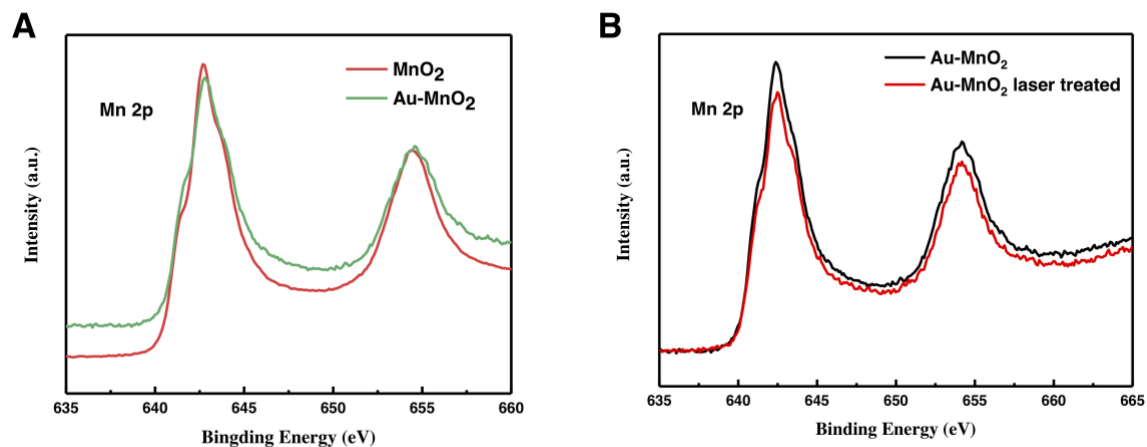 A
MnO₂
Au-MnO₂
Mn 2p
Intensity (a.u.)
635 640 645 650 655 660
Bingding Energy (eV)
B
Au-MnO₂
Au-MnO₂ laser treated
Mn 2p
Intensity (a.u.)
635 640 645 650 655 660 665
Binding Energy (eV)